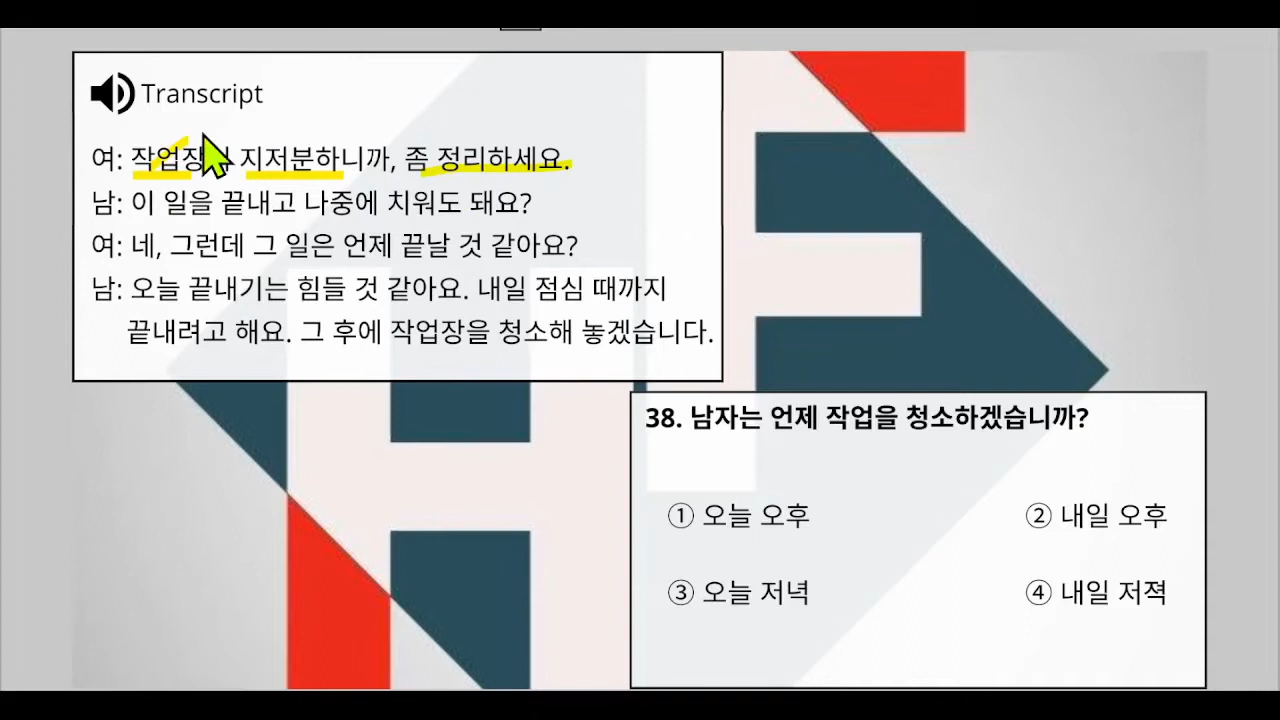 Transcript
여: 작업장 지저분하니까, 좀 정리하세요.
남: 이 일을 끝내고 나중에 치워도 돼요?
여: 네, 그런데 그 일은 언제 끝날 것 같아요?
남: 오늘 끝내기는 힘들 것 같아요. 내일 점심 때까지
끝내려고 해요. 그 후에 작업장을 청소해 놓겠습니다.
38. 남자는 언제 작업을 청소하겠습니까?
① 오늘 오후
② 내일 오후
③ 오늘 저녁
④ 내일 저젹